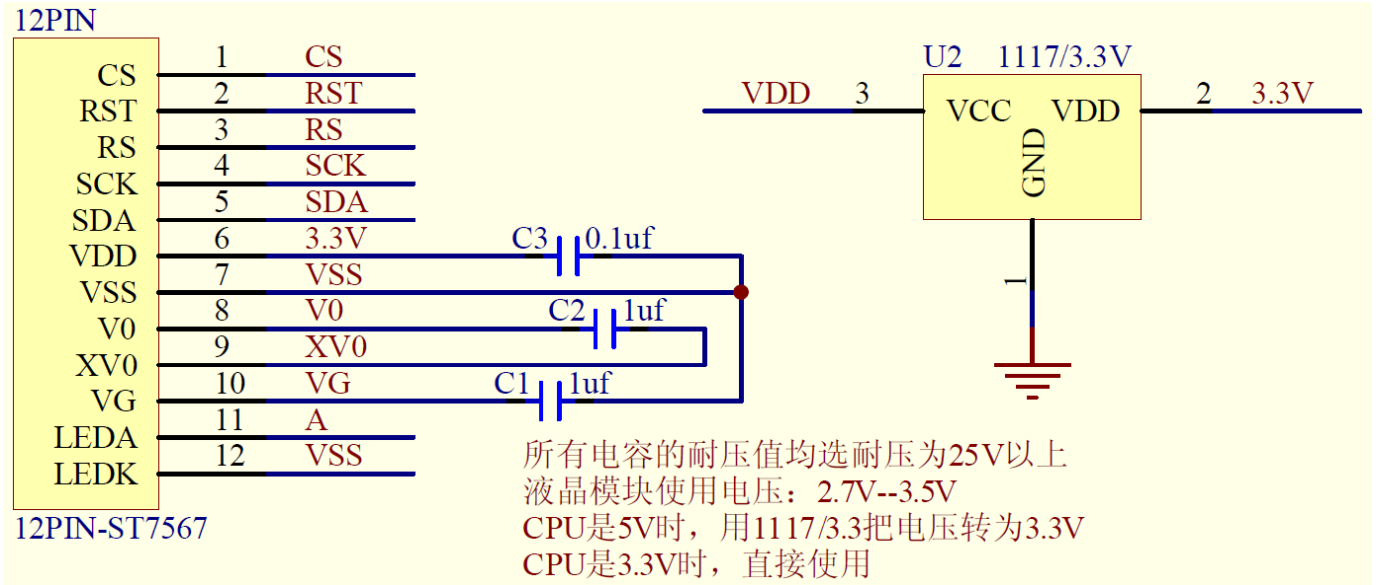 12PIN
CS 1 CS
RST 2 RST
RS 3 RS
SCK 4 SCK
SDA 5 SDA
VDD 6 3.3V C3 0.1uf
VSS 7 VSS
V0 8 V0 C2 1uf
XV0 9 XV0
VG 10 VG C1 1uf
LEDA 11 A
LEDK 12 VSS
12PIN-ST7567
U2 1117/3.3V
VDD 3 VCC VDD 2 3.3V
GND
1
所有电容的耐压值均选耐压为25V以上
液晶模块使用电压：2.7V--3.5V
CPU是5V时，用1117/3.3把电压转为3.3V
CPU是3.3V时，直接使用